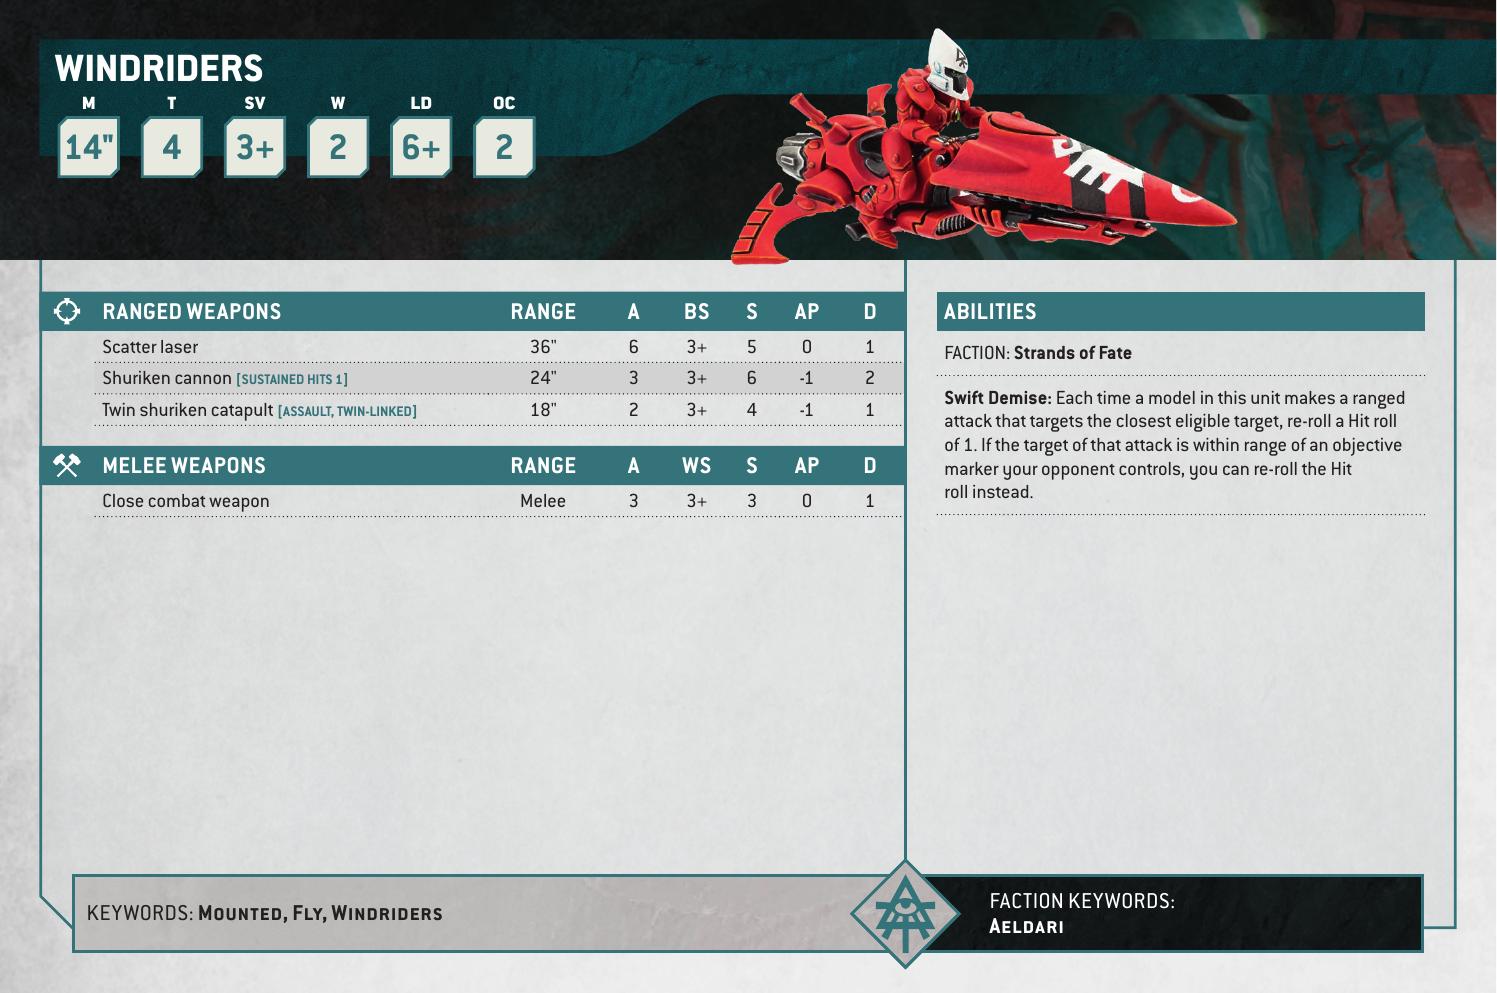 WINDRIDERS
M T SV W LD OC
14" 4 3+ 2 6+ 2
RANGED WEAPONS RANGE A BS S AP D
Scatter laser 36" 6 3+ 5 0 1
Shuriken cannon [SUSTAINED HITS 1] 24" 3 3+ 6 -1 2
Twin shuriken catapult [ASSAULT, TWIN-LINKED] 18" 2 3+ 4 -1 1
MELEE WEAPONS RANGE A WS S AP D
Close combat weapon Melee 3 3+ 3 0 1
ABILITIES
FACTION: Strands of Fate
Swift Demise: Each time a model in this unit makes a ranged
attack that targets the closest eligible target, re-roll a Hit roll
of 1. If the target of that attack is within range of an objective
marker your opponent controls, you can re-roll the Hit
roll instead.
KEYWORDS: MOUNTED, FLY, WINDRIDERS
FACTION KEYWORDS:
AELDARI